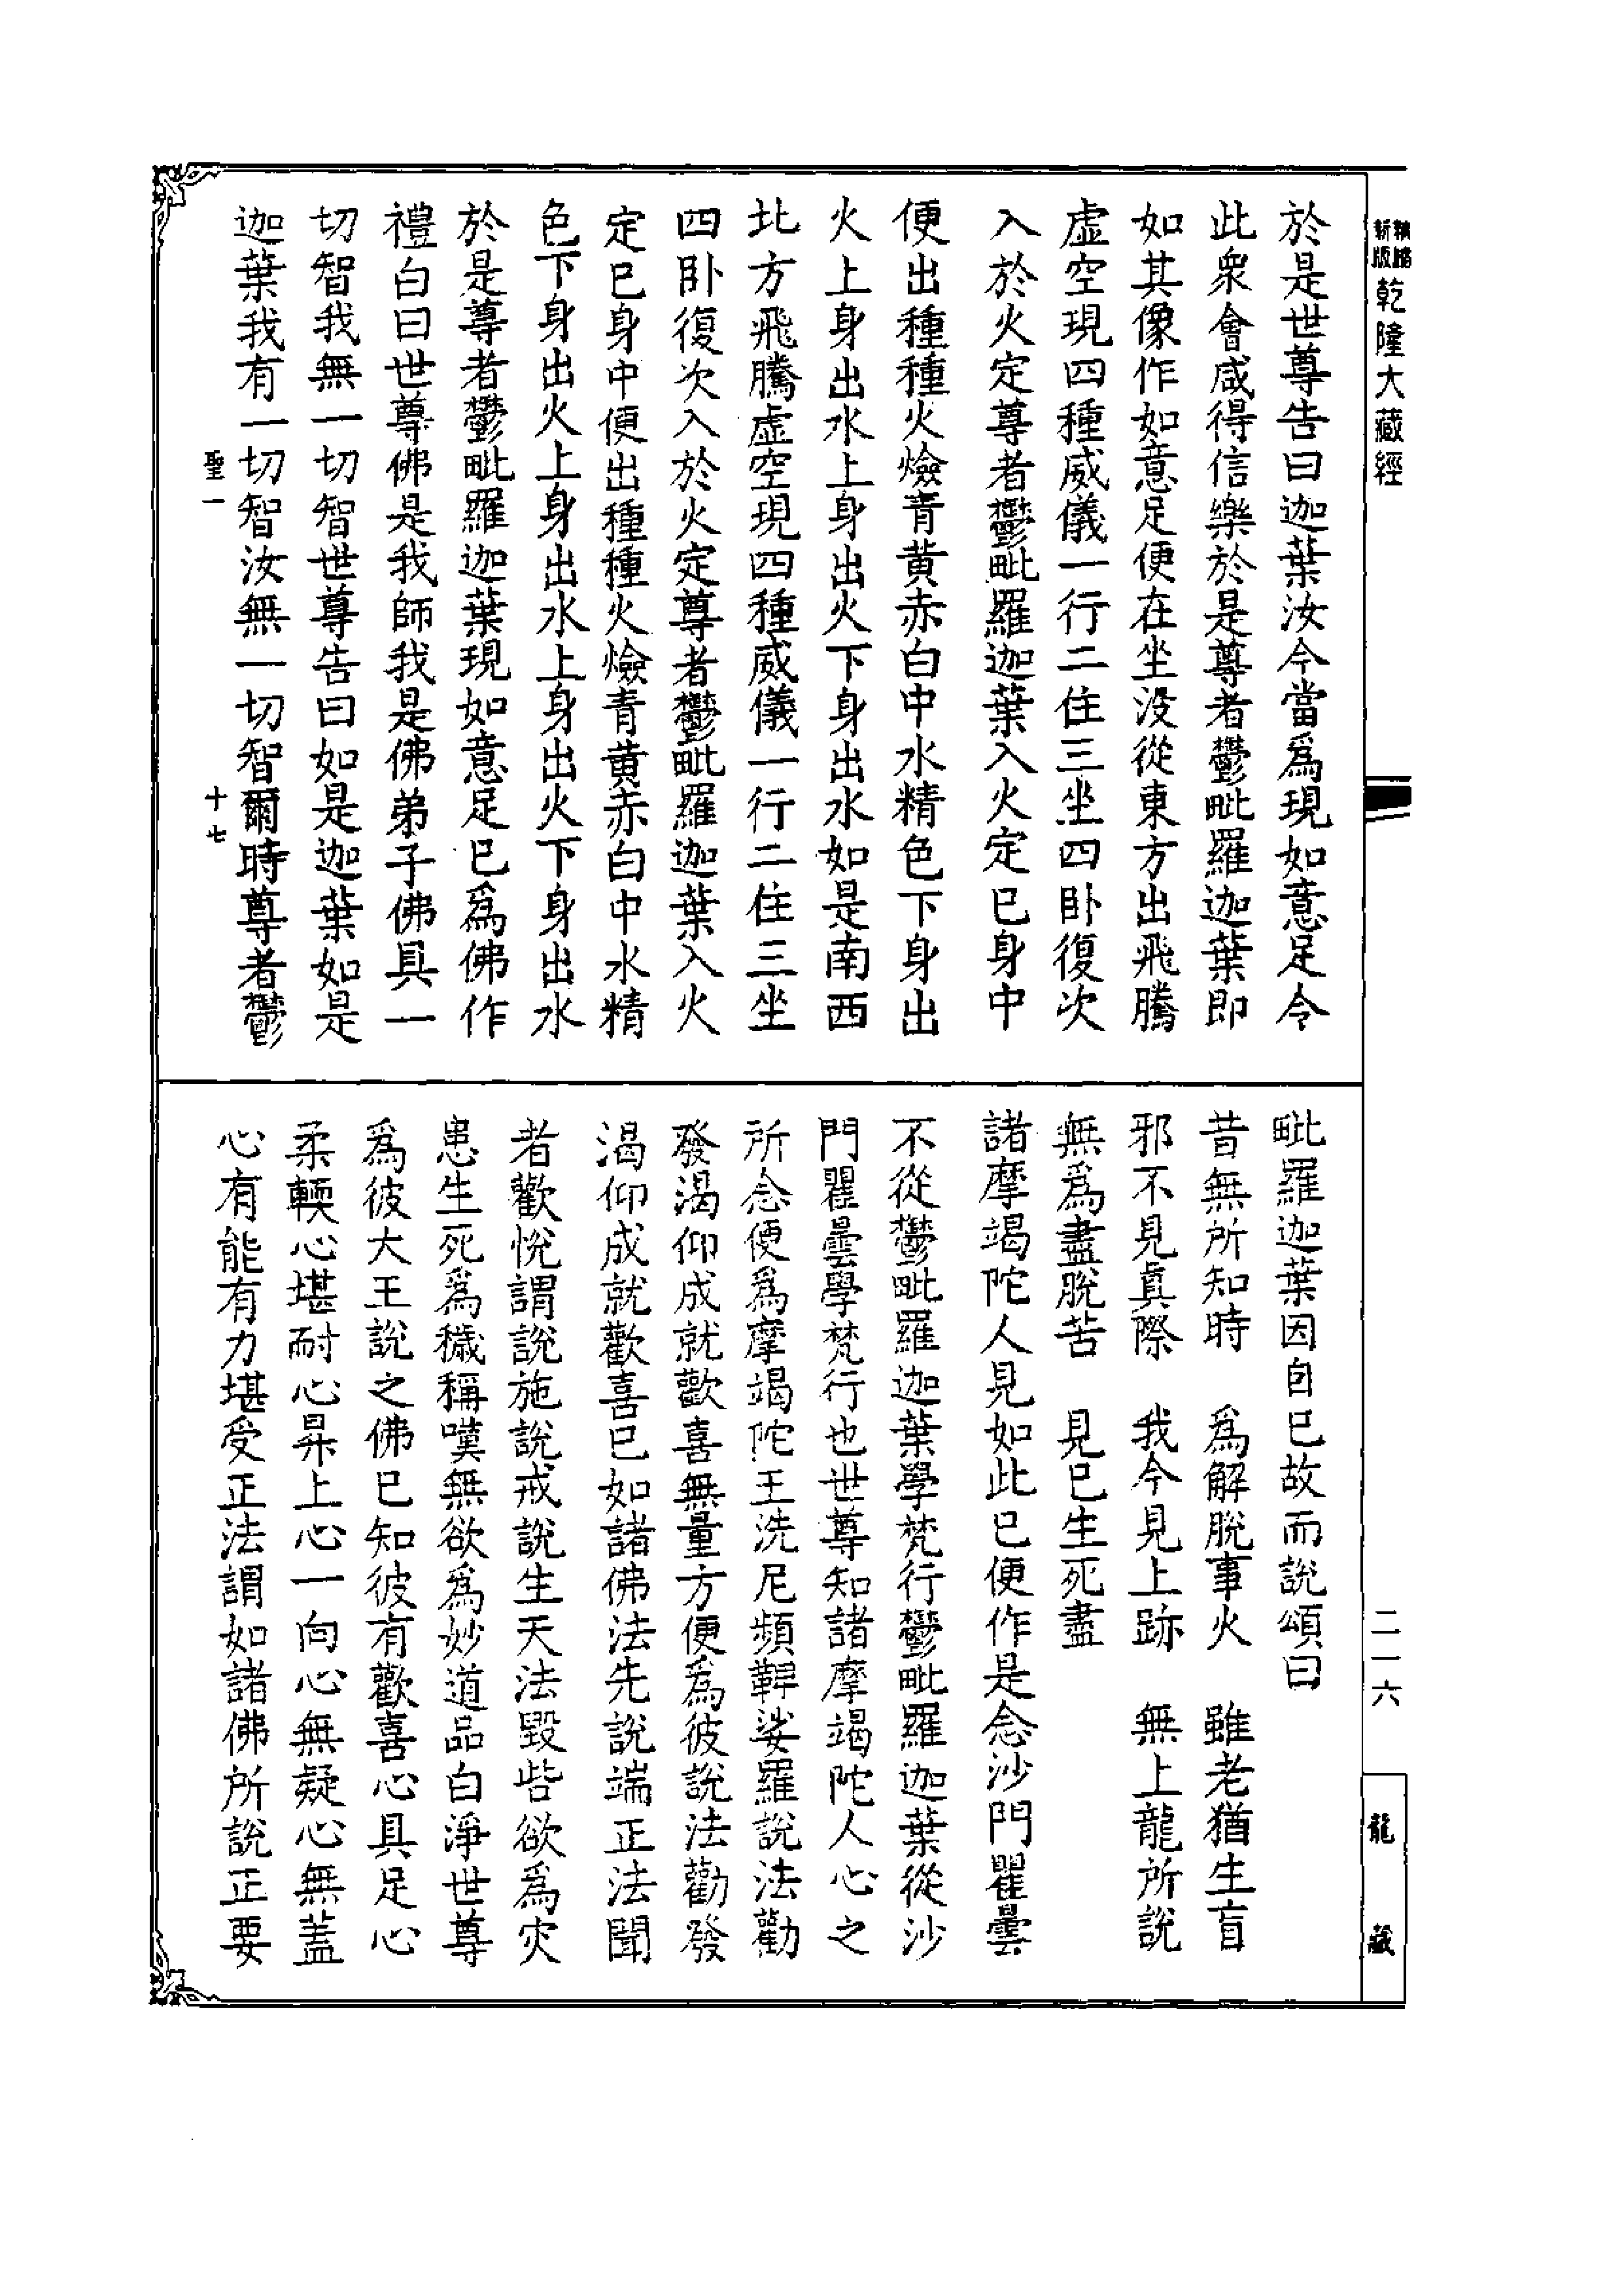 新版精縮乾隆大藏經
二一六
龍藏
於是世尊告曰迦葉汝今當爲現如意足令
此衆會咸得信樂於是尊者鬱毗羅迦葉即
如其像作如意足便在坐没從東方出飛騰
虛空現四種威儀一行二住三坐四卧復次
入於火定尊者鬱毗羅迦葉入火定已身中
便出種種火燄青黄赤白中水精色下身出
火上身出水上身出火下身出水如是南西
北方飛騰虛空現四種威儀一行二住三坐
四卧復次入於火定尊者鬱毗羅迦葉入火
定已身中便出種種火燄青黄赤白中水精
色下身出火上身出水上身出火下身出水
於是尊者鬱毗羅迦葉現如意足已爲佛作
禮白曰世尊佛是我師我是佛弟子佛具一
切智我無一切智世尊告曰如是迦葉如是
迦葉我有一切智汝無一切智爾時尊者鬱
聖一 十七
毗羅迦葉因自已故而說頌曰
昔無所知時 爲解脫事火 雖老猶生盲
邪不見真際 我今見上跡 無上龍所說
無爲盡脫苦 見已生死盡
諸摩竭陀人見如此已便作是念沙門瞿曇
不從鬱毗羅迦葉學梵行鬱毗羅迦葉從沙
門瞿曇學梵行也世尊知諸摩竭陀人心之
所念便爲摩竭陀王洗尼頻鞞娑羅說法勸
發渴仰成就歡喜無量方便爲彼說法勸發
渴仰成就歡喜已如諸佛法先說端正法聞
者歡悅謂說施說戒說生天法毀呰欲爲灾
患生死爲穢稱嘆無欲爲妙道品白淨世尊
爲彼大王說之佛已知彼有歡喜心具足心
柔輭心堪耐心昇上心一向心無疑心無蓋
心有能有力堪受正法謂如諸佛所說正要